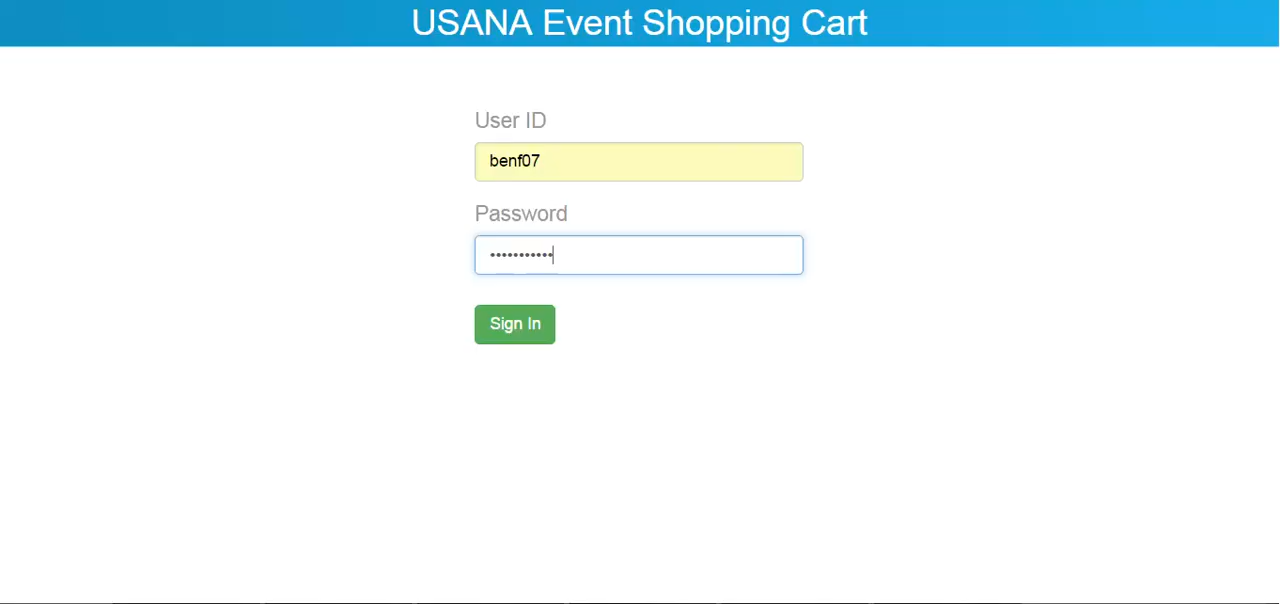 USANA Event Shopping Cart
User ID
benf07
Password
•••••••••••
Sign In